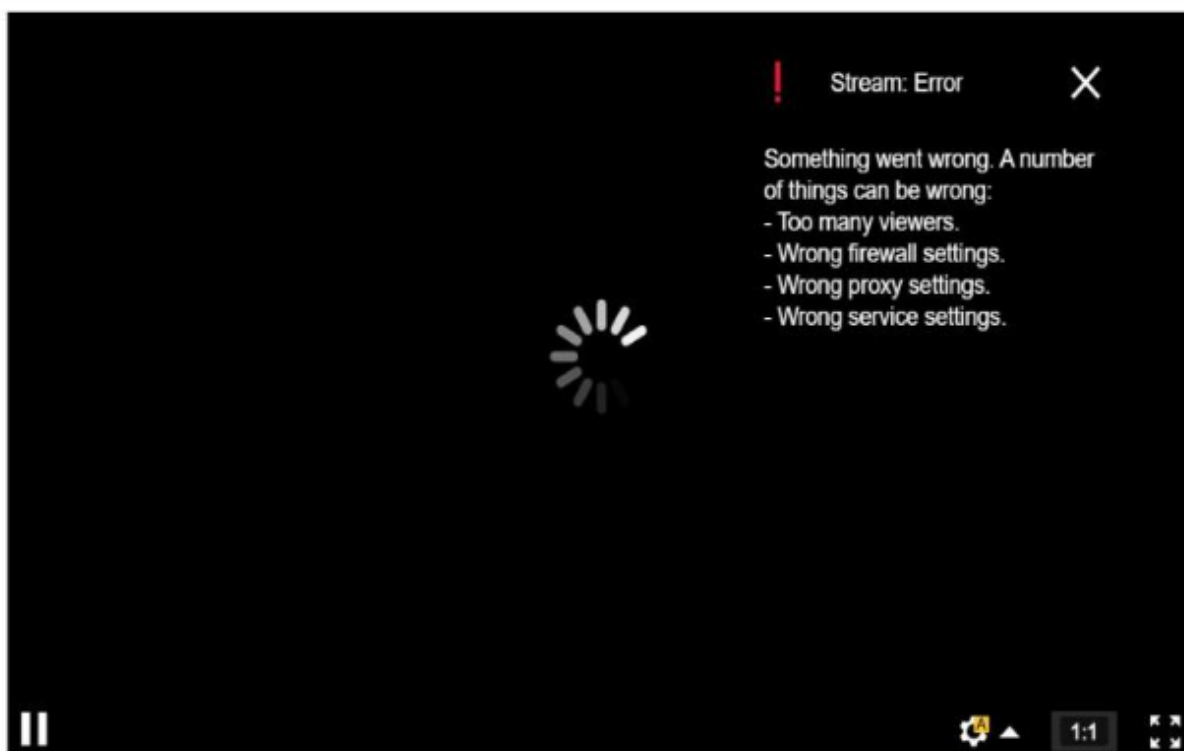 Stream: Error
Something went wrong. A number
of things can be wrong:
- Too many viewers.
- Wrong firewall settings.
- Wrong proxy settings.
- Wrong service settings.
A
1:1